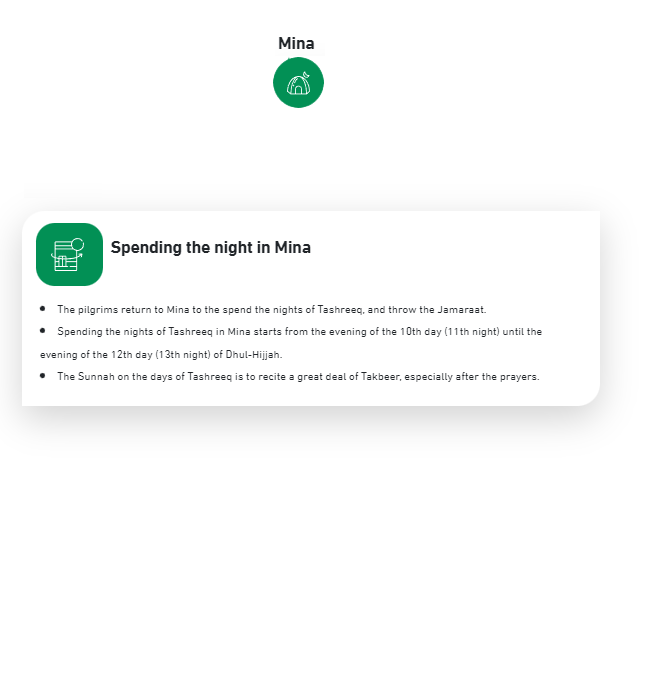 Mina
Spending the night in Mina
• The pilgrims return to Mina to the spend the nights of Tashreeq, and throw the Jamaraat.
• Spending the nights of Tashreeq in Mina starts from the evening of the 10th day (11th night) until the
evening of the 12th day (13th night) of Dhul-Hijjah.
• The Sunnah on the days of Tashreeq is to recite a great deal of Takbeer, especially after the prayers.